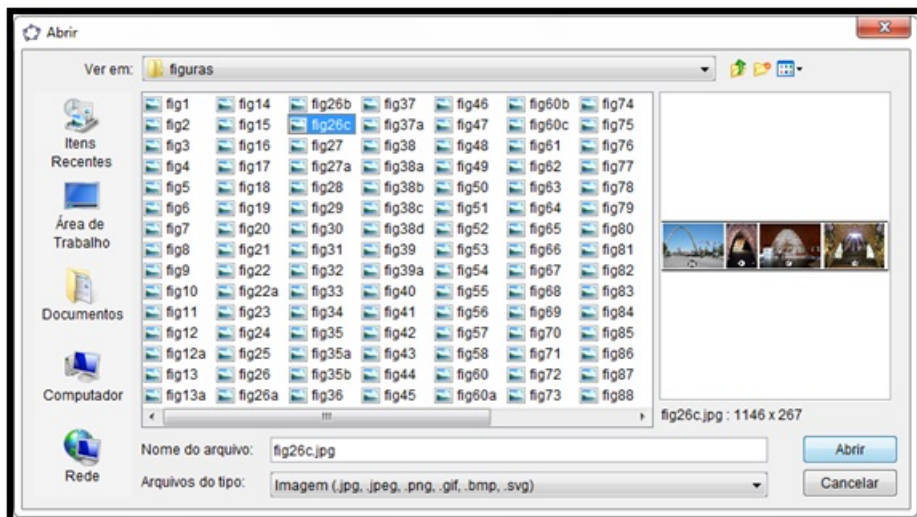 Abrir
Ver em: figuras
Itens Recentes
Área de Trabalho
Documentos
Computador
Rede
fig1 fig14 fig26b fig37 fig46 fig60b fig74
fig2 fig15 fig26c fig37a fig47 fig60c fig75
fig3 fig16 fig27 fig38 fig48 fig61 fig76
fig4 fig17 fig27a fig38a fig49 fig62 fig77
fig5 fig18 fig28 fig38b fig50 fig63 fig78
fig6 fig19 fig29 fig38c fig51 fig64 fig79
fig7 fig20 fig30 fig38d fig52 fig65 fig80
fig8 fig21 fig31 fig39 fig53 fig66 fig81
fig9 fig22 fig32 fig39a fig54 fig67 fig82
fig10 fig22a fig33 fig40 fig55 fig68 fig83
fig11 fig23 fig34 fig41 fig56 fig69 fig84
fig12 fig24 fig35 fig42 fig57 fig70 fig85
fig12a fig25 fig35a fig43 fig58 fig71 fig86
fig13 fig26 fig35b fig44 fig60 fig72 fig87
fig13a fig26a fig36 fig45 fig60a fig73 fig88
fig26c.jpg : 1146 x 267
Nome do arquivo: fig26c.jpg Abrir
Arquivos do tipo: Imagem (.jpg, .jpeg, .png, .gif, .bmp, .svg) Cancelar